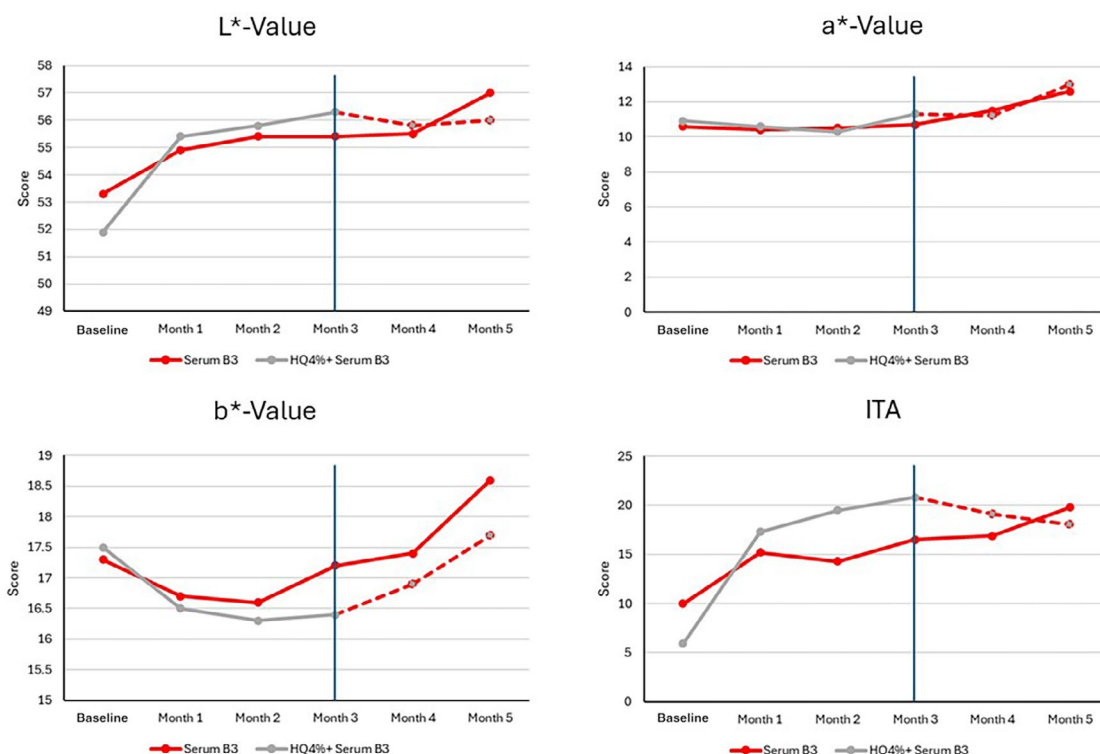 L*-Value
58
57
56
55
54
53
52
51
50
49
Score
Baseline Month 1 Month 2 Month 3 Month 4 Month 5
Serum B3 HQ4%+ Serum B3
a*-Value
14
12
10
8
6
4
2
0
Score
Baseline Month 1 Month 2 Month 3 Month 4 Month 5
Serum B3 HQ4%+ Serum B3
b*-Value
19
18.5
18
17.5
17
16.5
16
15.5
15
Score
Baseline Month 1 Month 2 Month 3 Month 4 Month 5
Serum B3 HQ4%+ Serum B3
ITA
25
20
15
10
5
0
Score
Baseline Month 1 Month 2 Month 3 Month 4 Month 5
Serum B3 HQ4%+ Serum B3